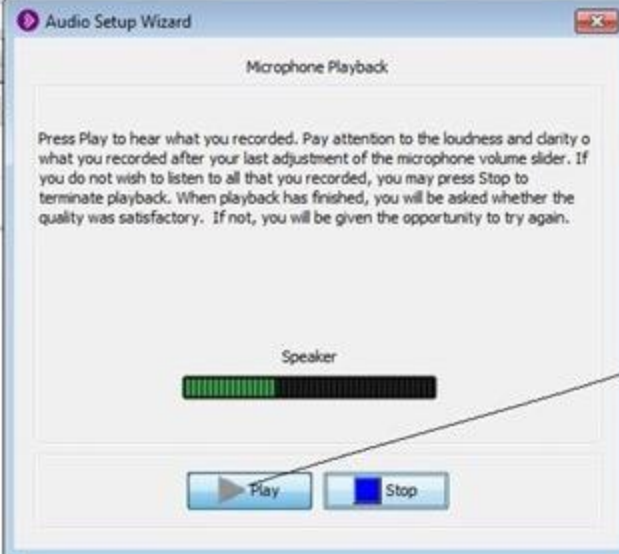 Audio Setup Wizard
Microphone Playback
Press Play to hear what you recorded. Pay attention to the loudness and clarity o
what you recorded after your last adjustment of the microphone volume slider. If
you do not wish to listen to all that you recorded, you may press Stop to
terminate playback. When playback has finished, you will be asked whether the
quality was satisfactory. If not, you will be given the opportunity to try again.
Speaker
Play
Stop